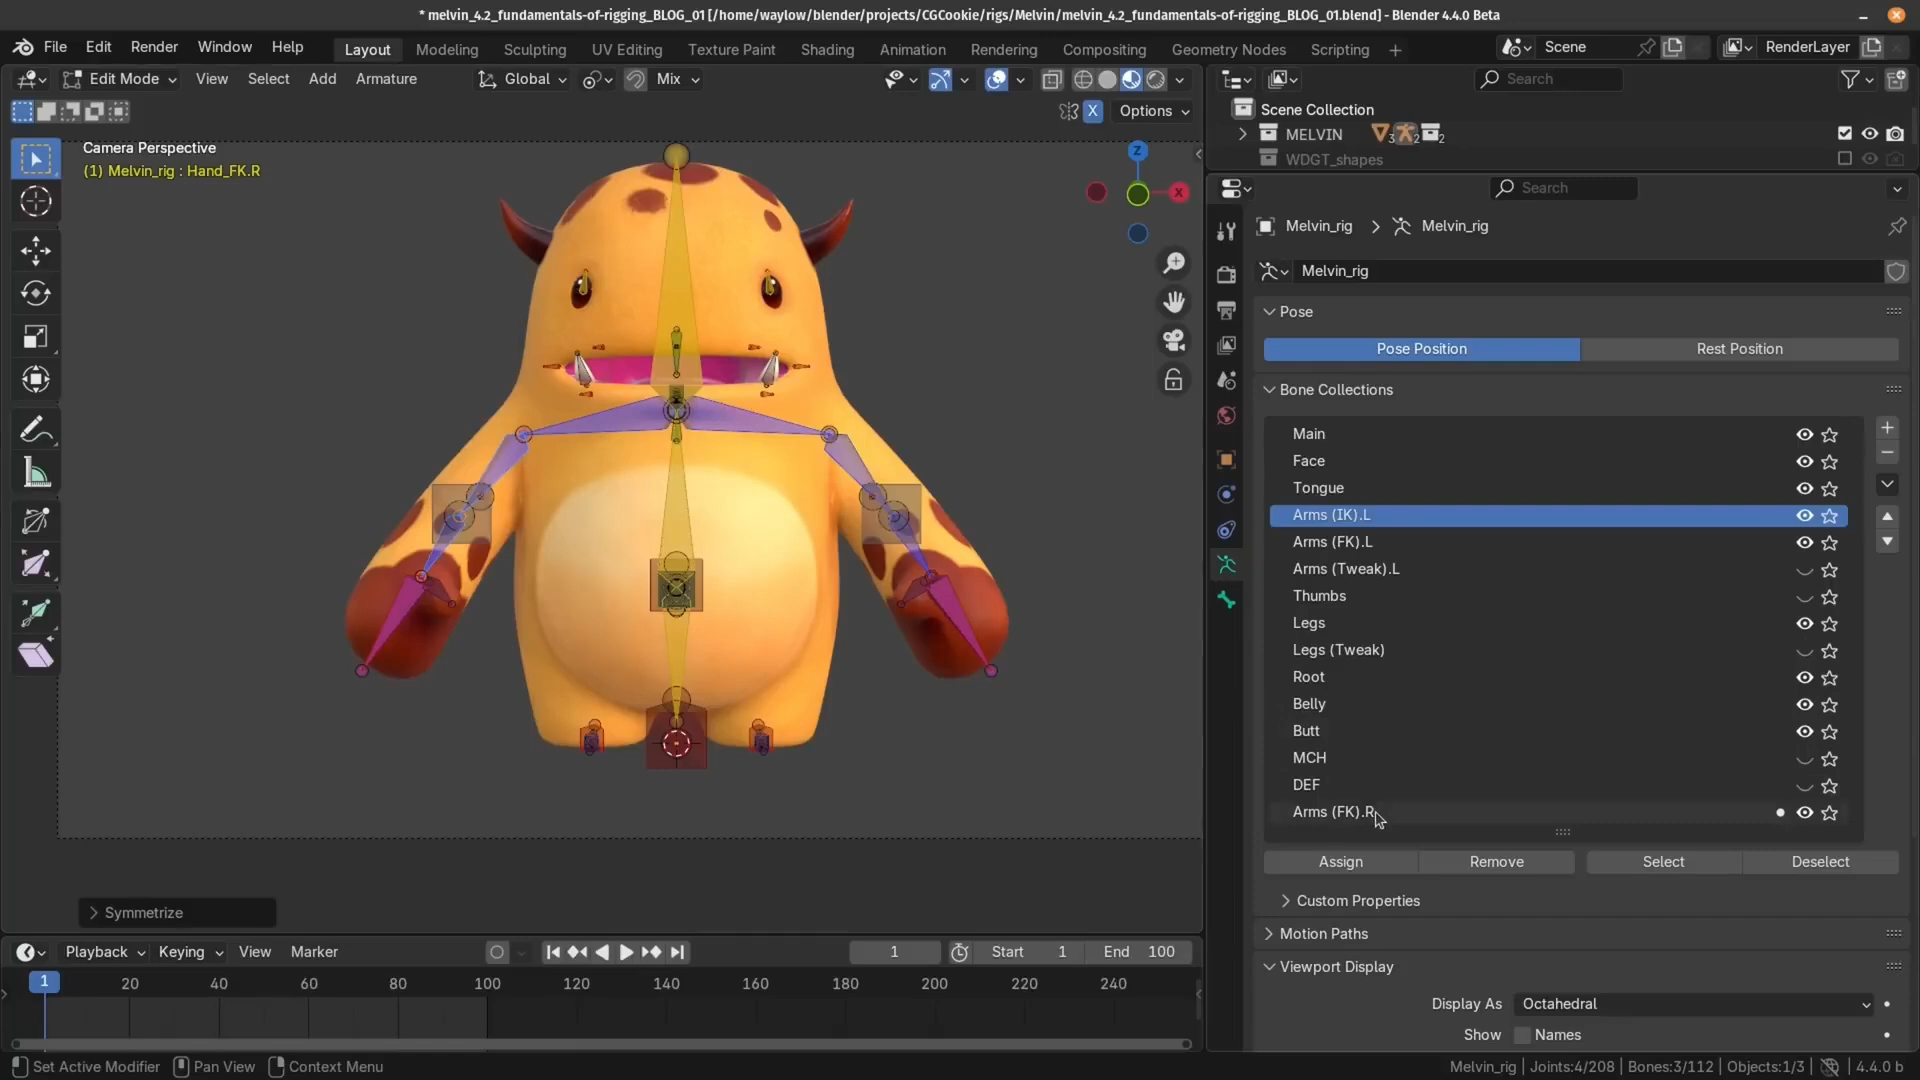 * melvin_4.2_fundamentals-of-rigging_BLOG_01 [/home/waylow/blender/projects/CGCookie/rigs/Melvin/melvin_4.2_fundamentals-of-rigging_BLOG_01.blend] - Blender 4.4.0 Beta
File Edit Render Window Help Layout Modeling Sculpting UV Editing Texture Paint Shading Animation Rendering Compositing Geometry Nodes Scripting + Scene RenderLayer
Edit Mode View Select Add Armature Global Mix Search
X Options
Scene Collection
MELVIN 3 2 2
WDGT_shapes
Camera Perspective
(1) Melvin_rig : Hand_FK.R
Z
X
Search
Melvin_rig > Melvin_rig
Melvin_rig
Pose
Pose Position Rest Position
Bone Collections
Main
Face
Tongue
Arms (IK).L
Arms (FK).L
Arms (Tweak).L
Thumbs
Legs
Legs (Tweak)
Root
Belly
Butt
MCH
DEF
Arms (FK).R
Assign Remove Select Deselect
Custom Properties
Motion Paths
Viewport Display
Display As Octahedral
Show Names
Symmetrize
Playback Keying View Marker 1 Start 1 End 100
1 20 40 60 80 100 120 140 160 180 200 220 240
Set Active Modifier Pan View Context Menu Melvin_rig | Joints:4/208 | Bones:3/112 | Objects:1/3 | 4.4.0 b